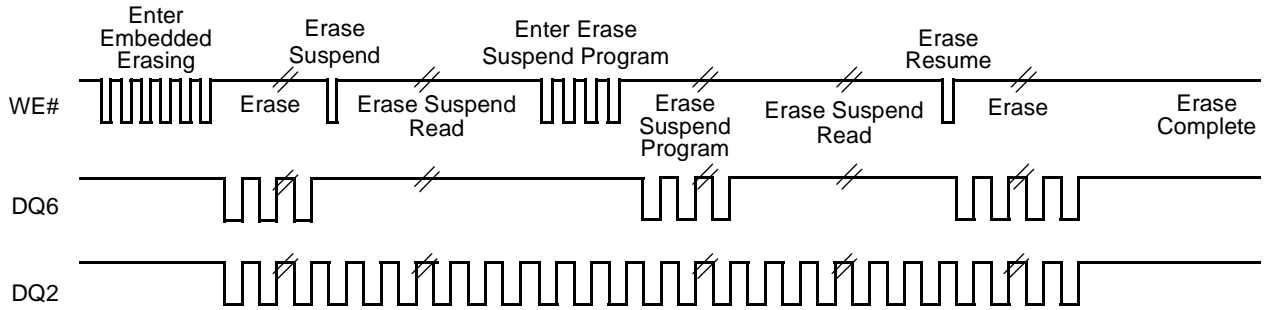 Enter
Embedded
Erasing
Erase
Suspend
Enter Erase
Suspend Program
Erase
Resume
WE#
Erase
Erase Suspend
Read
Erase
Suspend
Program
Erase Suspend
Read
Erase
Erase
Complete
DQ6
DQ2